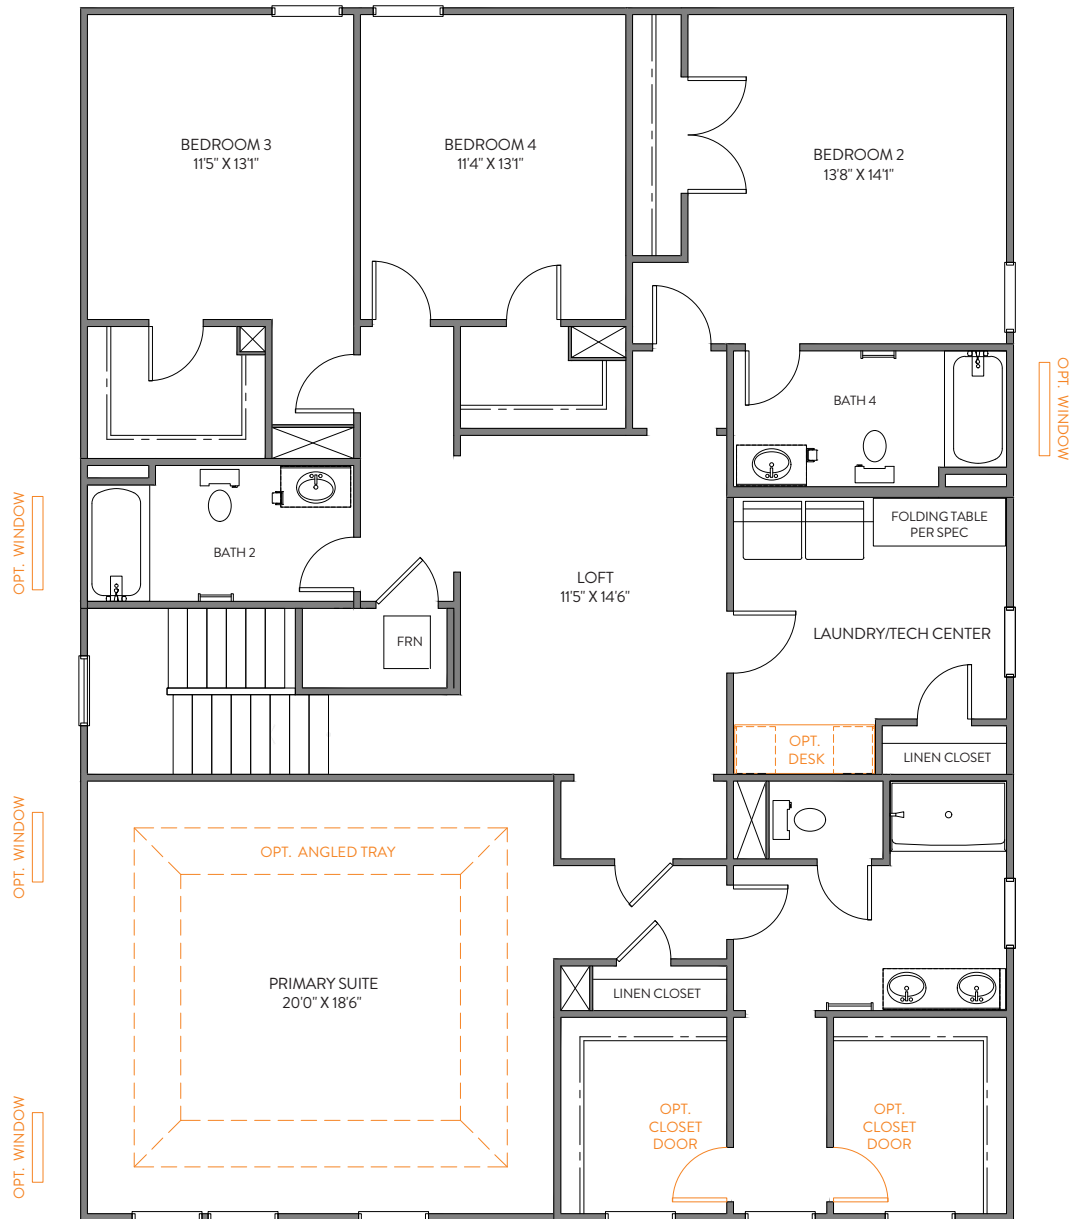 BEDROOM 3
11'5" X 13'1"
BEDROOM 4
11'4" X 13'1"
BEDROOM 2
13'8" X 14'1"
BATH 4
OPT. WINDOW
OPT. WINDOW
BATH 2
FOLDING TABLE
PER SPEC
LOFT
11'5" X 14'6"
FRN
LAUNDRY/TECH CENTER
OPT.
DESK
LINEN CLOSET
OPT. WINDOW
OPT. ANGLED TRAY
PRIMARY SUITE
20'0" X 18'6"
LINEN CLOSET
OPT. WINDOW
OPT.
CLOSET
DOOR
OPT.
CLOSET
DOOR